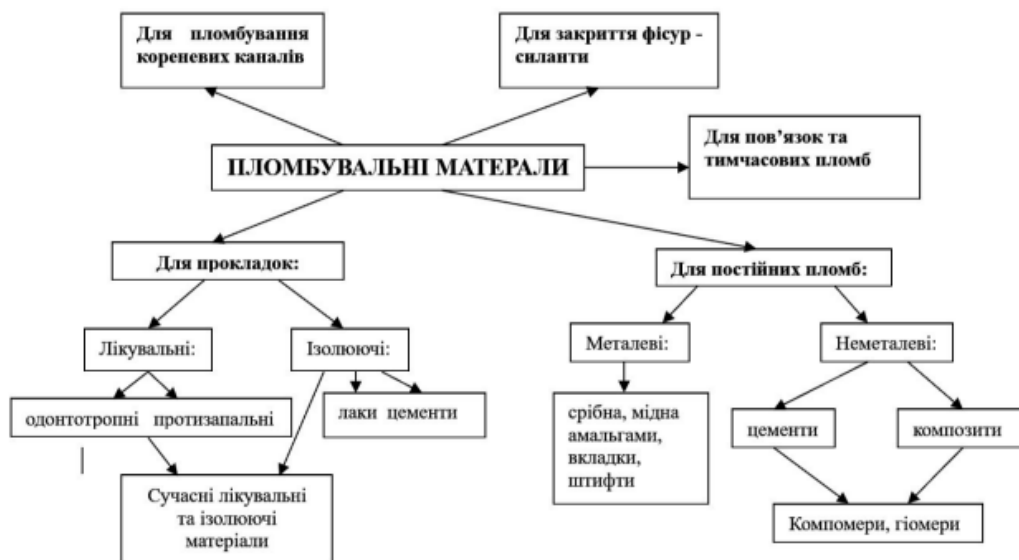 Для пломбування
кореневих каналів
Для закриття фісур -
силанти
Для пов’язок та
тимчасових пломб
ПЛОМБУВАЛЬНІ МАТЕРАЛИ
Для прокладок:
Для постійних пломб:
Лікувальні:
Ізолюючі:
Металеві:
Неметалеві:
одонтотропні протизапальні
лаки цементи
срібна, мідна
амальгами,
вкладки,
штифти
цементи
композити
Сучасні лікувальні
та ізолюючі
матеріали
Компомери, гіомери